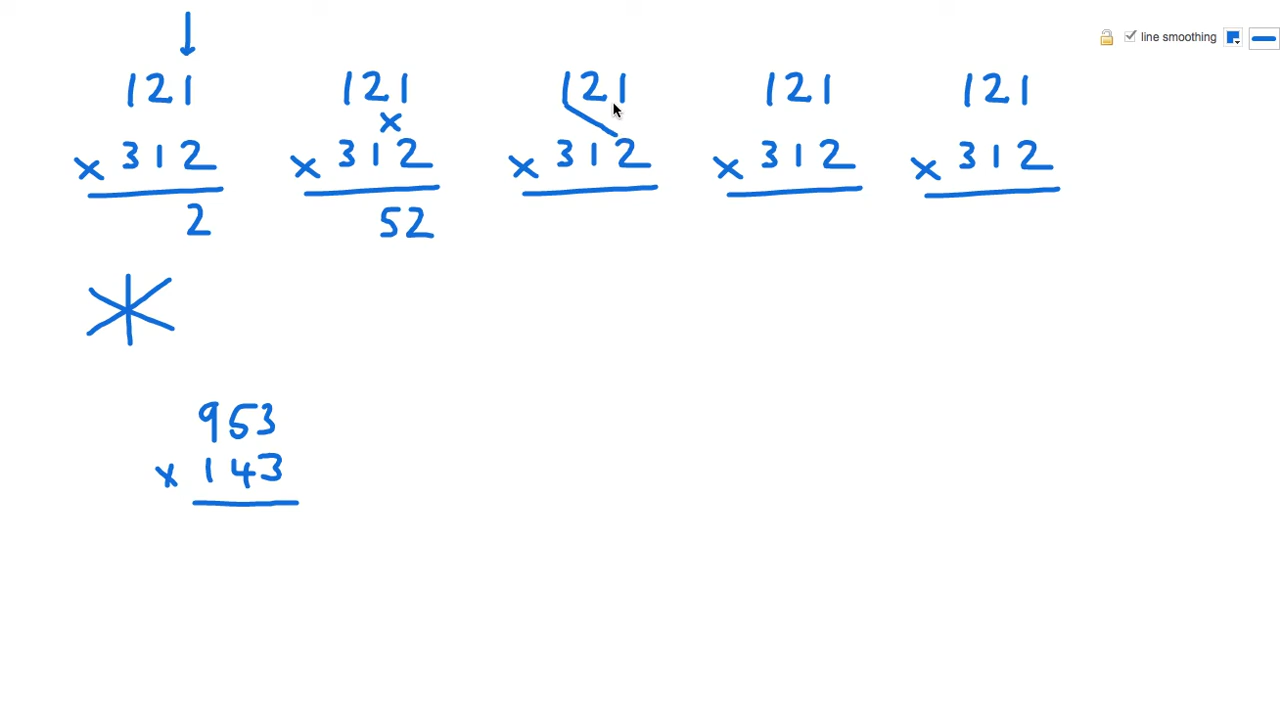 line smoothing
121 121 121 121 121
x
x 312 x 312 x 312 x 312 x 312
2 52
953
x 143